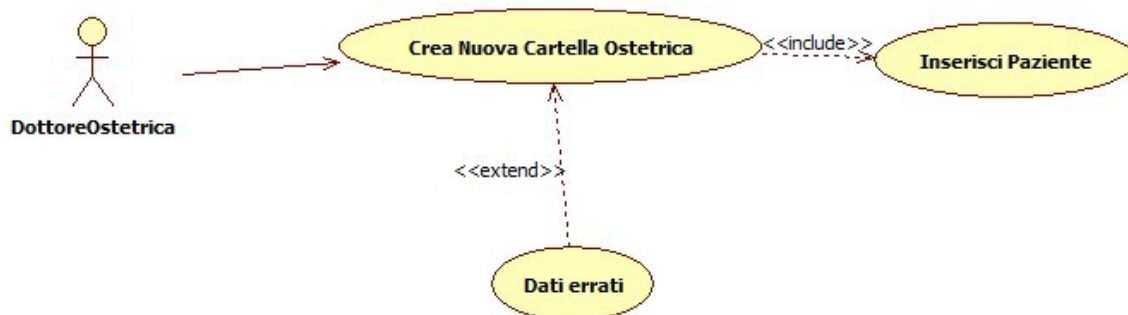 Crea Nuova Cartella Ostetrica
<<include>>
Inserisci Paziente
DottoreOstetrica
<<extend>>
Dati errati